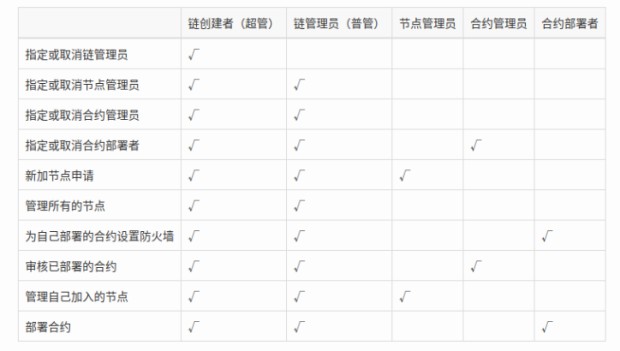 链创建者（超管） 链管理员（普管） 节点管理员 合约管理员 合约部署者
指定或取消链管理员 √
指定或取消节点管理员 √ √
指定或取消合约管理员 √ √
指定或取消合约部署者 √ √ √
新加节点申请 √ √ √
管理所有的节点 √ √
为自己部署的合约设置防火墙 √ √ √
审核已部署的合约 √ √ √
管理自己加入的节点 √ √ √
部署合约 √ √ √